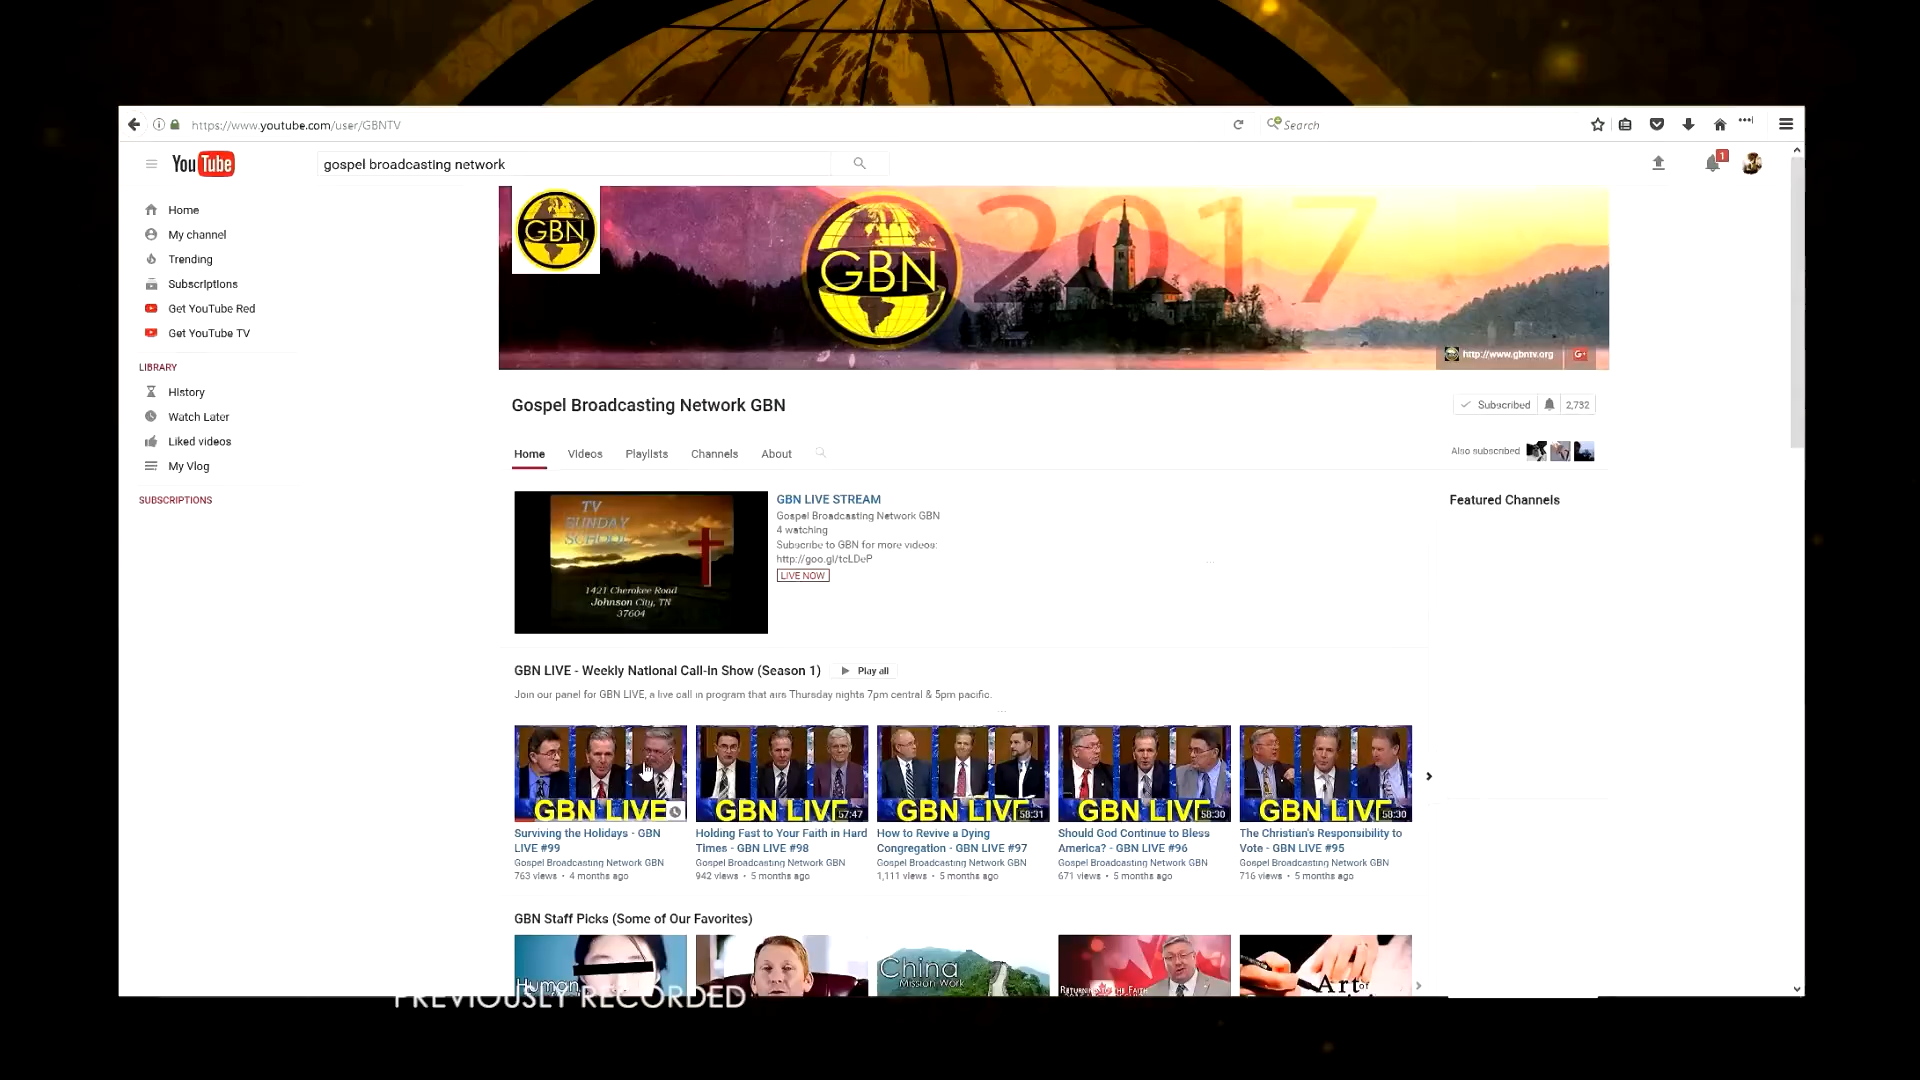 https://www.youtube.com/user/GBNTV
Search
YouTube
gospel broadcasting network
1
Home
My channel
Trending
Subscriptions
Get YouTube Red
Get YouTube TV
LIBRARY
History
Watch Later
Liked videos
My Vlog
SUBSCRIPTIONS
GBN
GBN
2017
http://www.gbntv.org
G+
Gospel Broadcasting Network GBN
Subscribed
2,732
Home
Videos
Playlists
Channels
About
Also subscribed
TV
SUNDAY
SCHOOL
1421 Cherokee Road
Johnson City, TN
37604
GBN LIVE STREAM
Gospel Broadcasting Network GBN
4 watching
Subscribe to GBN for more videos:
http://goo.gl/tcLDeP
LIVE NOW
Featured Channels
GBN LIVE - Weekly National Call-In Show (Season 1)
Play all
Join our panel for GBN LIVE, a live call in program that airs Thursday nights 7pm central & 5pm pacific.
GBN LIVE
Surviving the Holidays - GBN
LIVE #99
Gospel Broadcasting Network GBN
763 views • 4 months ago
GBN LIVE
57:47
Holding Fast to Your Faith in Hard
Times - GBN LIVE #98
Gospel Broadcasting Network GBN
942 views • 5 months ago
GBN LIVE
58:31
How to Revive a Dying
Congregation - GBN LIVE #97
Gospel Broadcasting Network GBN
1,111 views • 5 months ago
GBN LIVE
58:30
Should God Continue to Bless
America? - GBN LIVE #96
Gospel Broadcasting Network GBN
671 views • 5 months ago
GBN LIVE
58:30
The Christian's Responsibility to
Vote - GBN LIVE #95
Gospel Broadcasting Network GBN
716 views • 5 months ago
GBN Staff Picks (Some of Our Favorites)
Human
China
Mission Work
RETURNING TO THE FAITH
Art of
PREVIOUSLY RECORDED